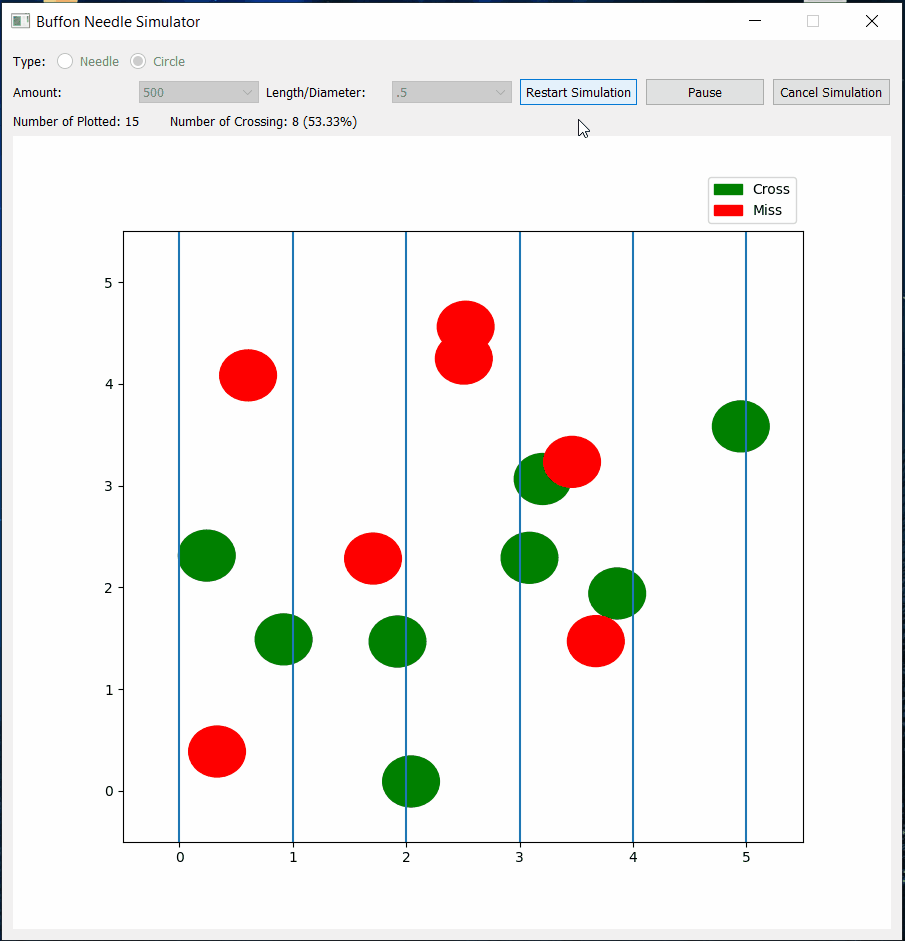 Buffon Needle Simulator
Type: Needle Circle
Amount: 500 Length/Diameter: .5 Restart Simulation Pause Cancel Simulation
Number of Plotted: 15 Number of Crossing: 8 (53.33%)
Cross
Miss
5
4
3
2
1
0
0 1 2 3 4 5